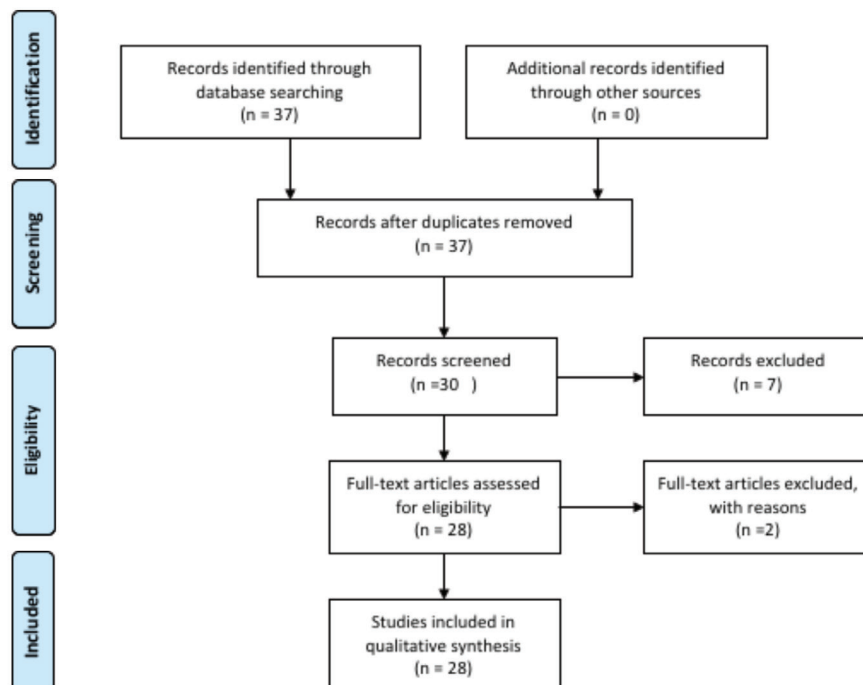 Identification
Records identified through
database searching
(n = 37)
Additional records identified
through other sources
(n = 0)
Screening
Records after duplicates removed
(n = 37)
Eligibility
Records screened
(n =30 )
Records excluded
(n = 7)
Full-text articles assessed
for eligibility
(n = 28)
Full-text articles excluded,
with reasons
(n =2)
Included
Studies included in
qualitative synthesis
(n = 28)